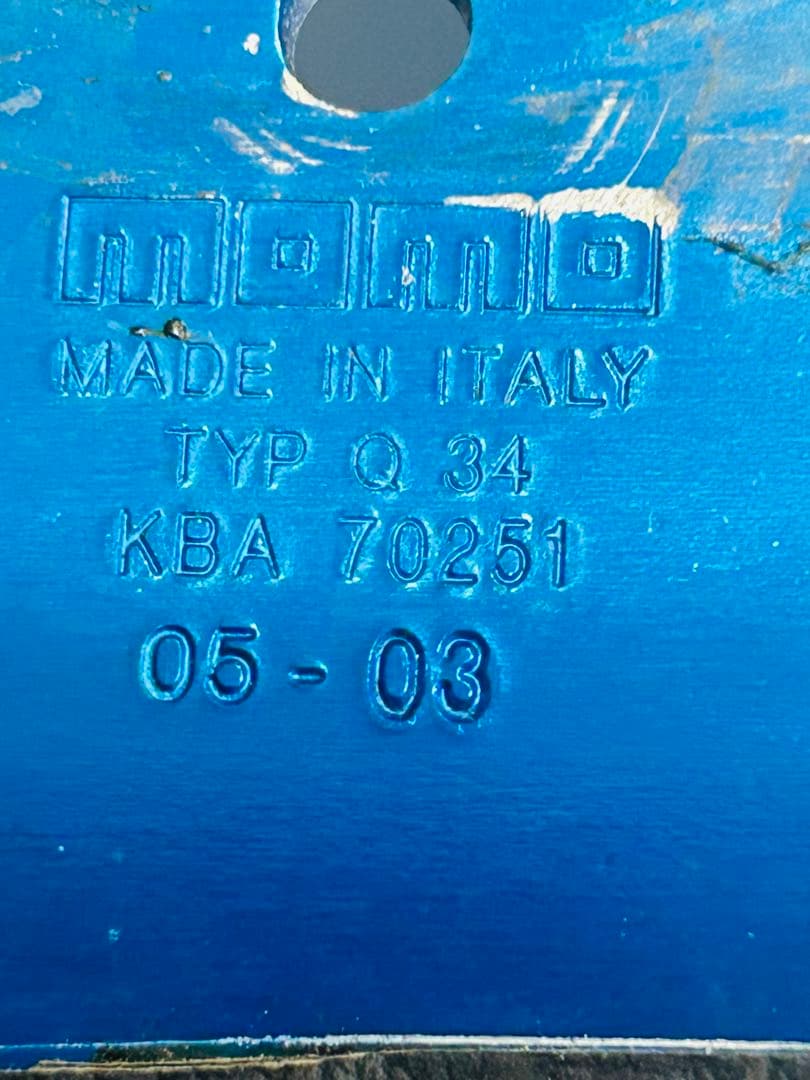 momo
MADE IN ITALY
TYP Q 34
KBA 70251
05-03